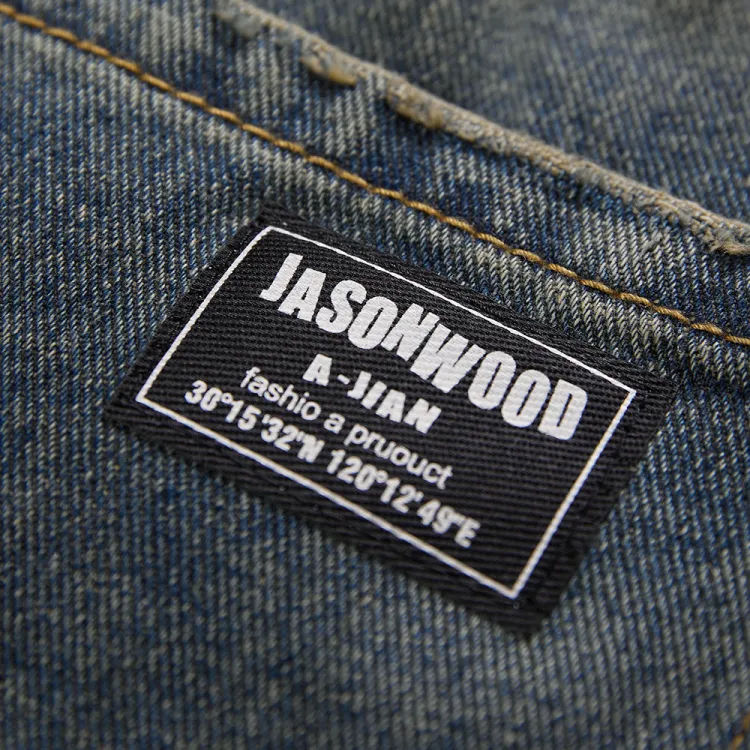 JASONWOOD
A-JIAN
fashio a pruouct
30°15'32"N 120°12'49"E